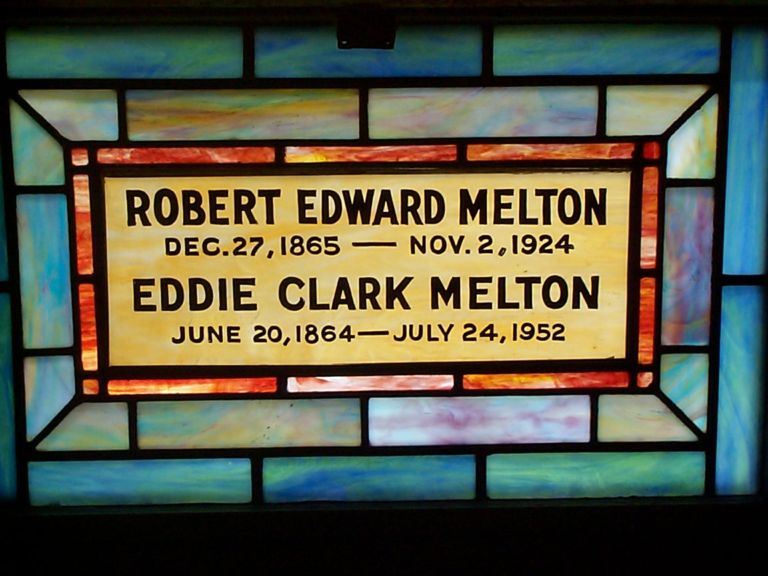 ROBERT EDWARD MELTON
DEC. 27, 1865 — NOV. 2, 1924
EDDIE CLARK MELTON
JUNE 20, 1864 — JULY 24, 1952